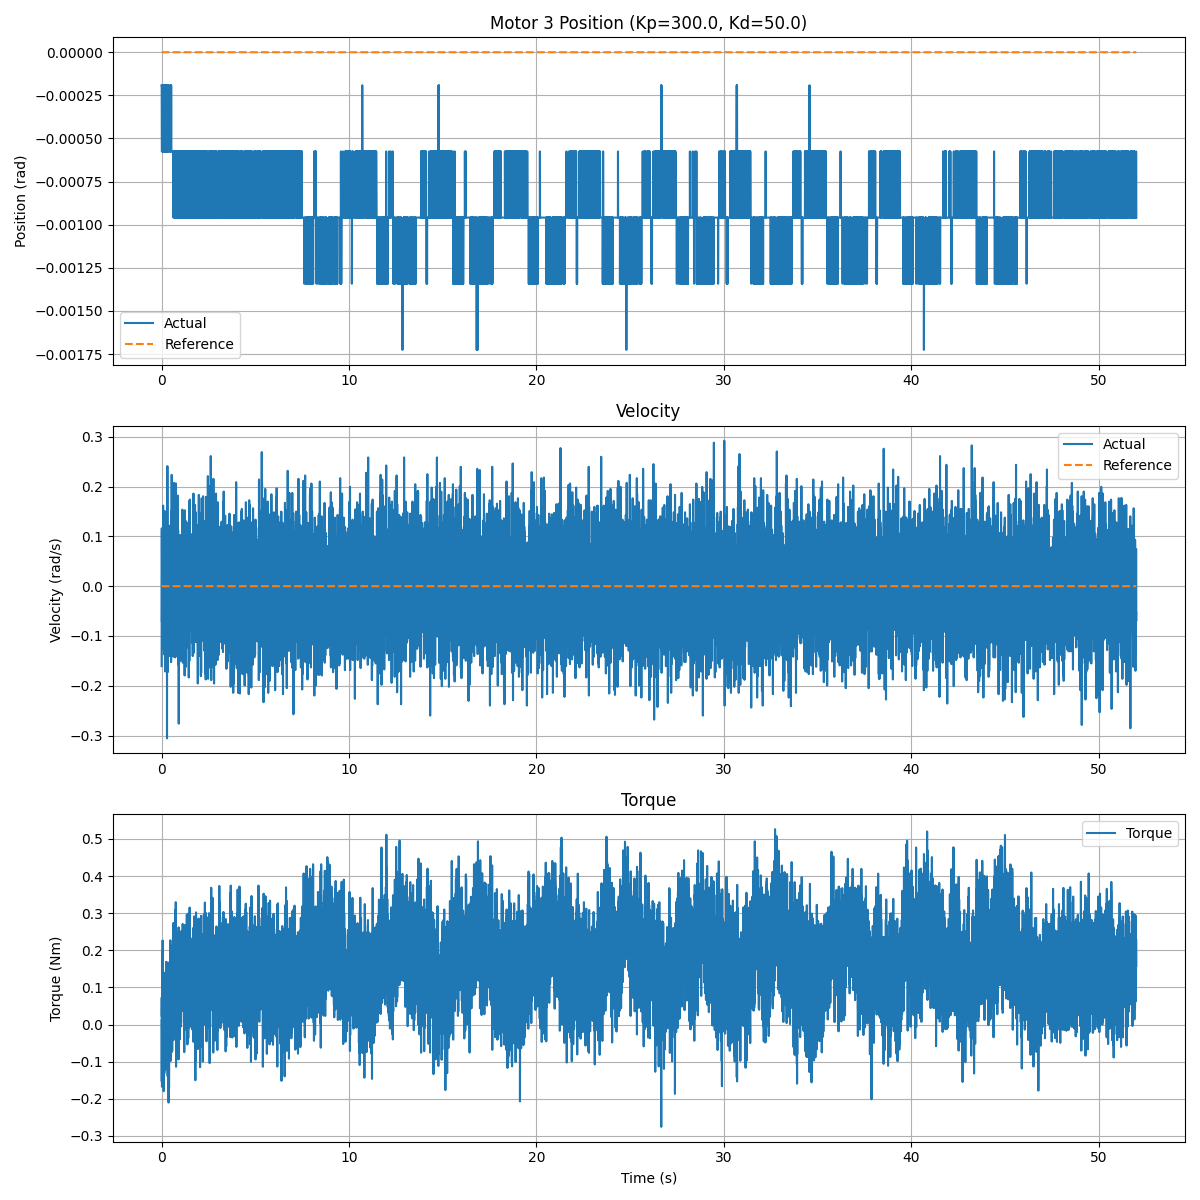 Motor 3 Position (Kp=300.0, Kd=50.0)
0.00000
−0.00025
−0.00050
−0.00075
−0.00100
−0.00125
−0.00150
−0.00175
Position (rad)
Actual
Reference
0 10 20 30 40 50
Velocity
0.3
0.2
0.1
0.0
−0.1
−0.2
−0.3
Velocity (rad/s)
Actual
Reference
0 10 20 30 40 50
Torque
0.5
0.4
0.3
0.2
0.1
0.0
−0.1
−0.2
−0.3
Torque (Nm)
Torque
0 10 20 30 40 50
Time (s)